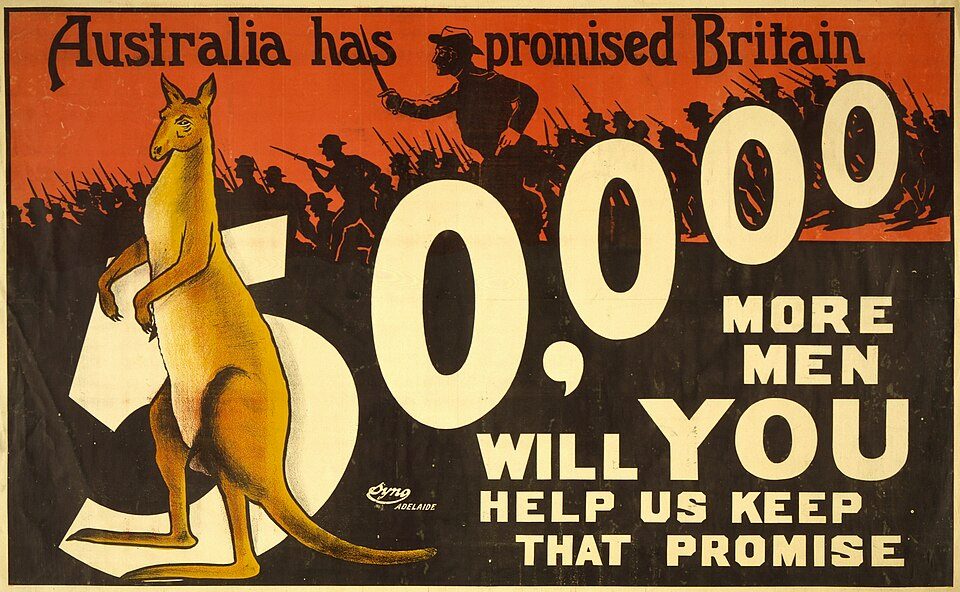 Australia has promised Britain
50,000
MORE
MEN
WILL YOU
HELP US KEEP
THAT PROMISE
Syng
ADELAIDE